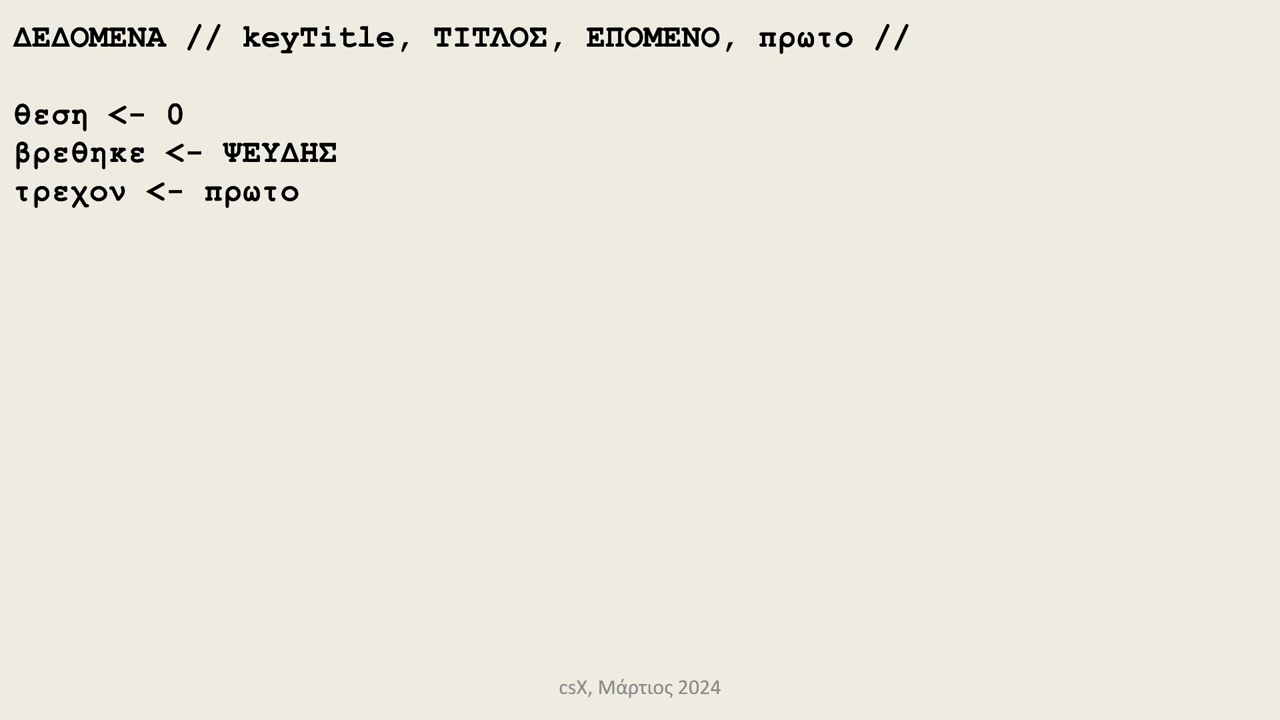 ΔΕΔΟΜΕΝΑ // keyTitle, ΤΙΤΛΟΣ, ΕΠΟΜΕΝΟ, πρωτο //
θεση <- 0
βρεθηκε <- ΨΕΥΔΗΣ
τρεχον <- πρωτο
csX, Μάρτιος 2024